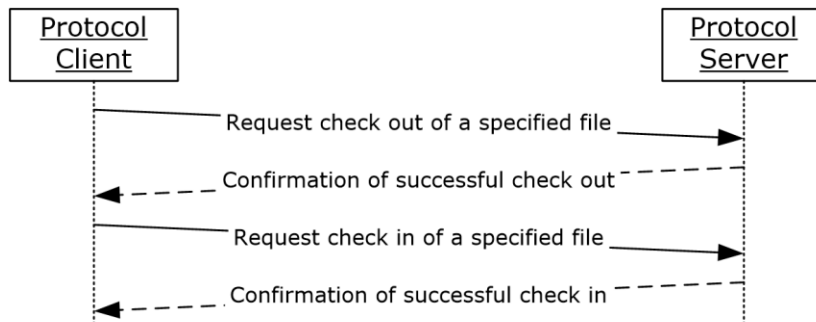 Protocol
Client
Protocol
Server
Request check out of a specified file
Confirmation of successful check out
Request check in of a specified file
Confirmation of successful check in